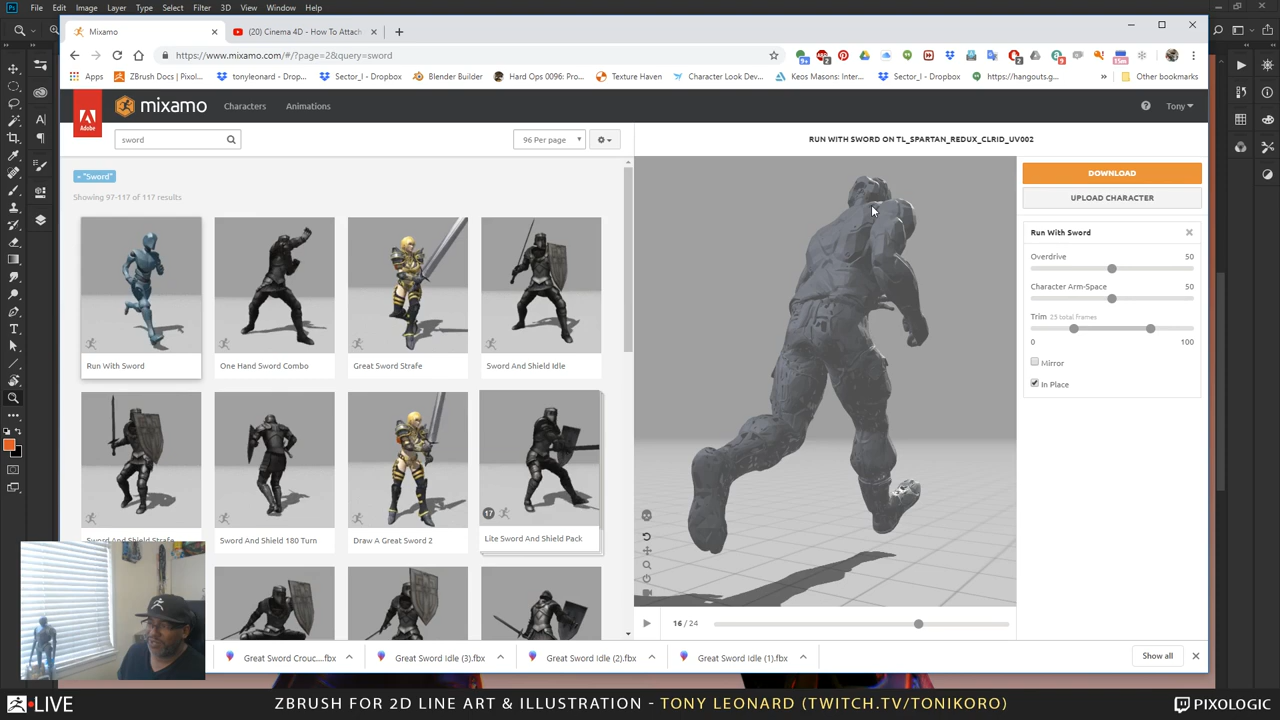 Ps File Edit Image Layer Type Select Filter 3D View Window Help
Mixamo
(20) Cinema 4D - How To Attach
https://www.mixamo.com/#/?page=2&query=sword
Apps ZBrush Docs | Pixol... tonyleonard - Drop... Sector_I - Dropbox Blender Builder Hard Ops 0096: Pro... Texture Haven Character Look Dev... Keos Masons: Inter... Sector_I - Dropbox https://hangouts.g... » Other bookmarks
Adobe
mixamo Characters Animations Tony
sword
96 Per page
RUN WITH SWORD ON TL_SPARTAN_REDUX_CLRID_UV002
"Sword"
Showing 97-117 of 117 results
DOWNLOAD
UPLOAD CHARACTER
Run With Sword
Overdrive 50
Character Arm-Space 50
Trim 25 total frames
0 100
Mirror
In Place
Run With Sword
One Hand Sword Combo
Great Sword Strafe
Sword And Shield Idle
17
Sword And Shield Strafe
Sword And Shield 180 Turn
Draw A Great Sword 2
Lite Sword And Shield Pack
16 / 24
Great Sword Crouc....fbx
Great Sword Idle (3).fbx
Great Sword Idle (2).fbx
Great Sword Idle (1).fbx
Show all
LIVE
ZBRUSH FOR 2D LINE ART & ILLUSTRATION - TONY LEONARD (TWITCH.TV/TONIKORO)
PIXOLOGIC